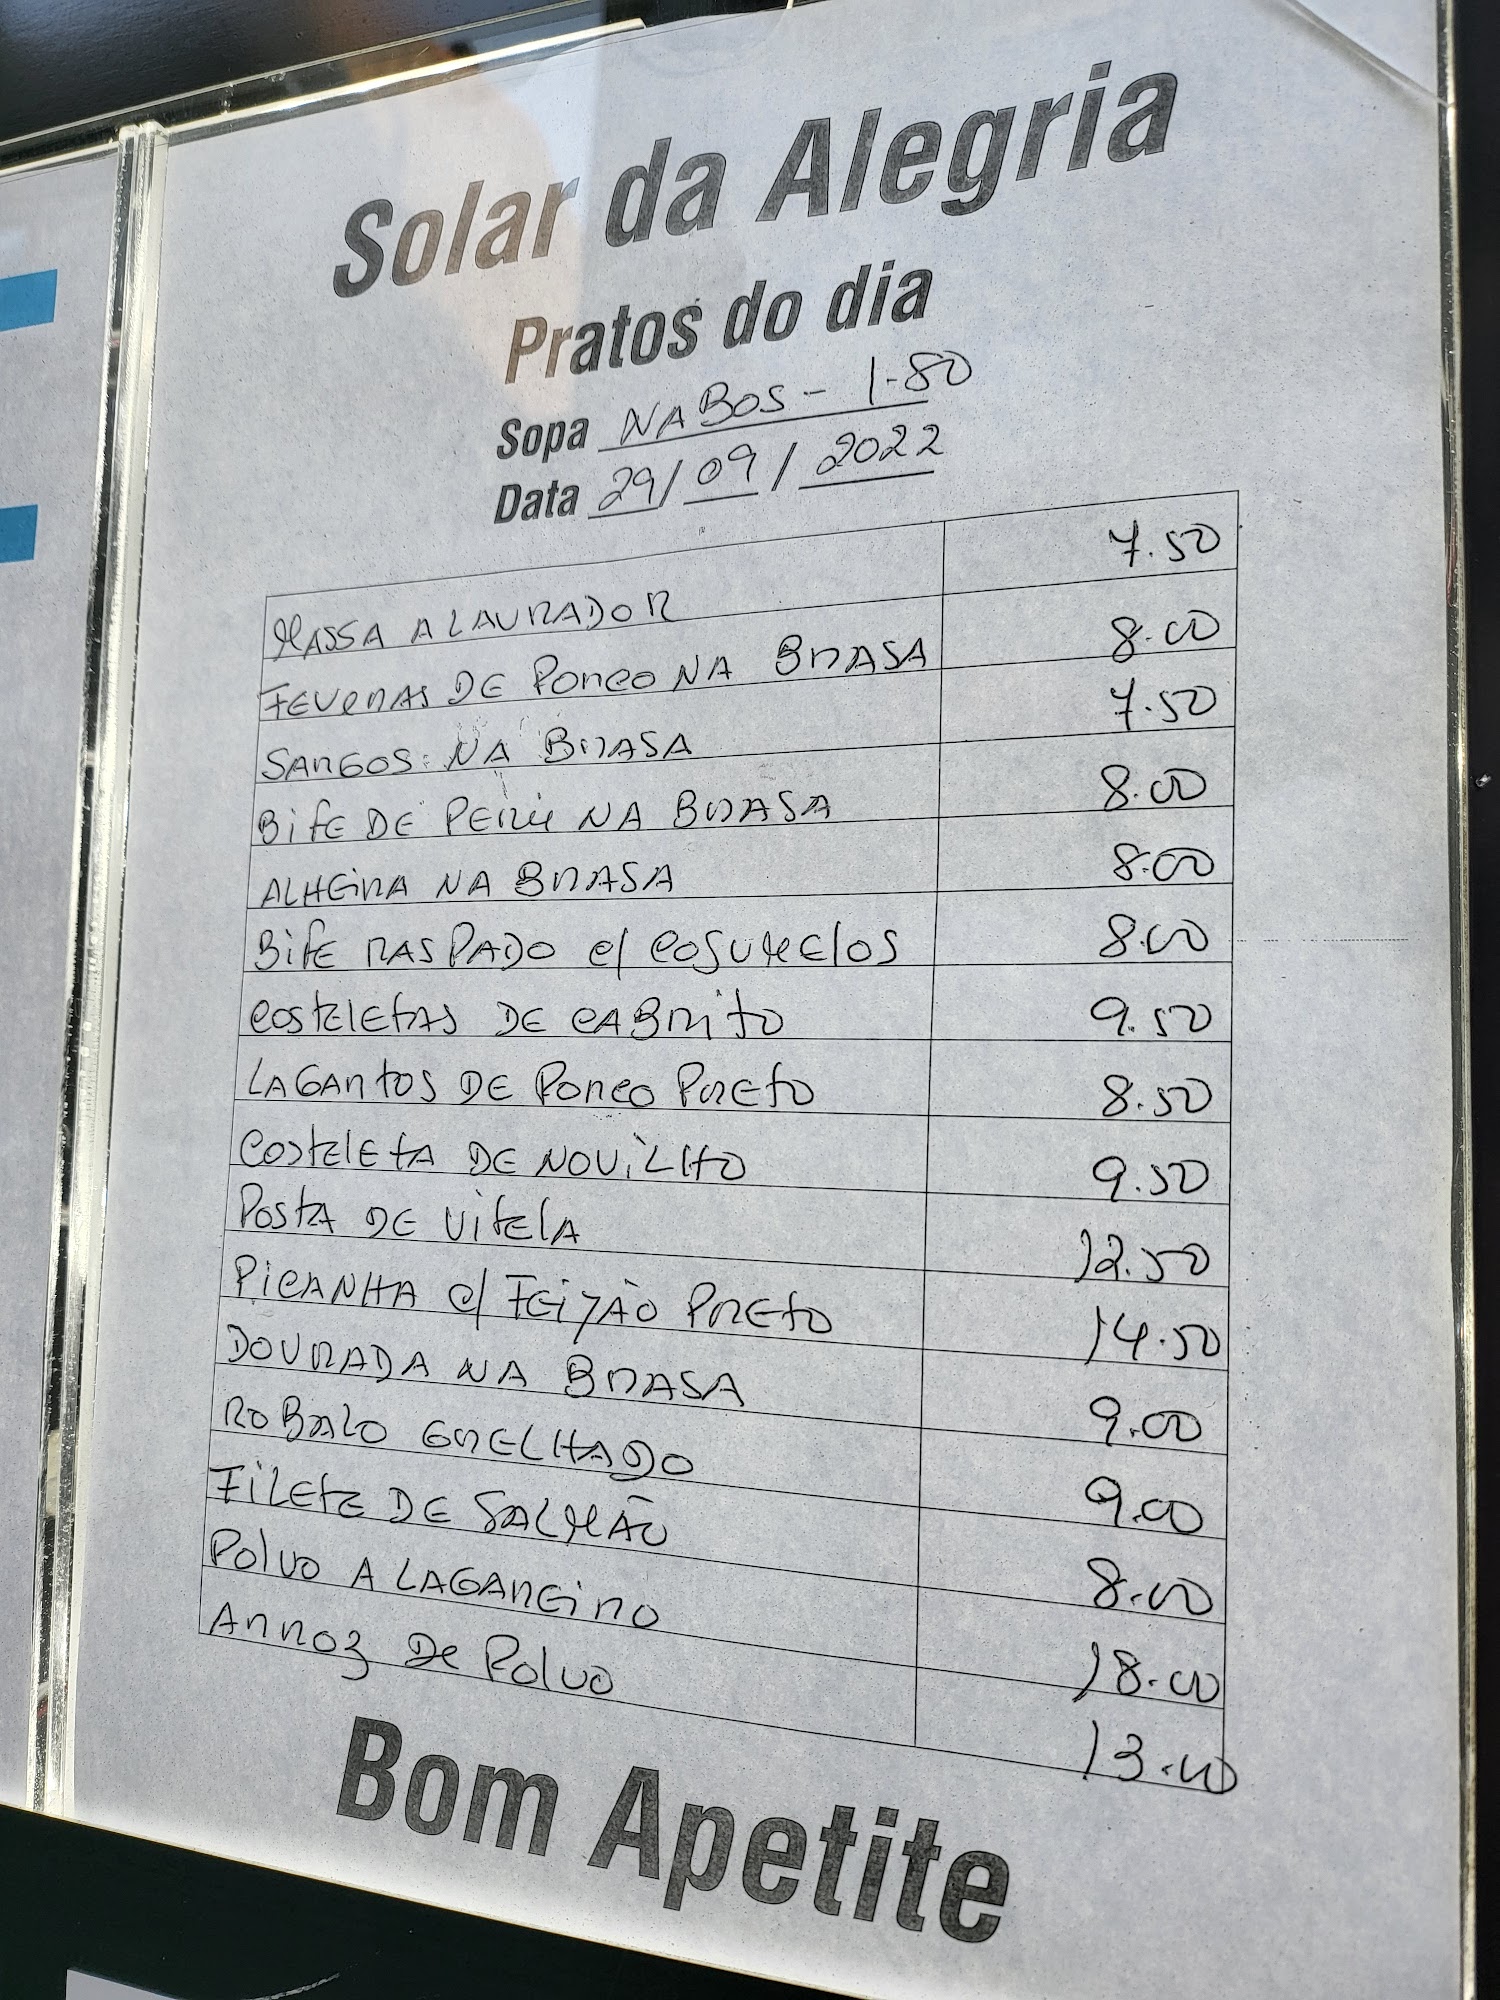 Solar da Alegria
Pratos do dia
Sopa NABOS - 1.80
Data 29/09/2022
MASSA A LAURADOR 7.50
FEVERAS DE PORCO NA BRASA 8.00
SARGOS: NA BRASA 7.50
BIFE DE PERU NA BRASA 8.00
ALHEIRA NA BRASA 8.00
BIFE RASPADO C/ COGUMELOS 8.00
COSTELETAS DE CABRITO 9.50
LAGARTOS DE PORCO PRETO 8.50
COSTELETA DE NOVILHO 9.50
POSTA DE VITELA 12.50
PICANHA C/ FEIJÃO PRETO 14.50
DOURADA NA BRASA 9.00
ROBALO GRELHADO 9.00
FILETE DE SALMÃO 8.00
POLVO A LAGAREIRO 18.00
ARROZ DE POLVO 13.00
Bom Apetite